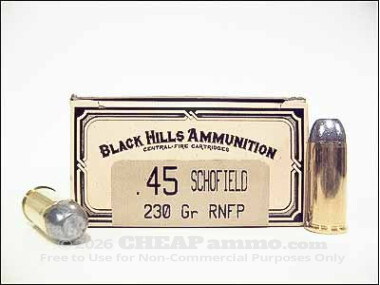 BLACK HILLS AMMUNITION
CENTRAL-FIRE CARTRIDGES
.45 SCHOFIELD
230 Gr RNFP
©2026 CHEAPammo.com
Free to Use for Non-Commercial Purposes Only